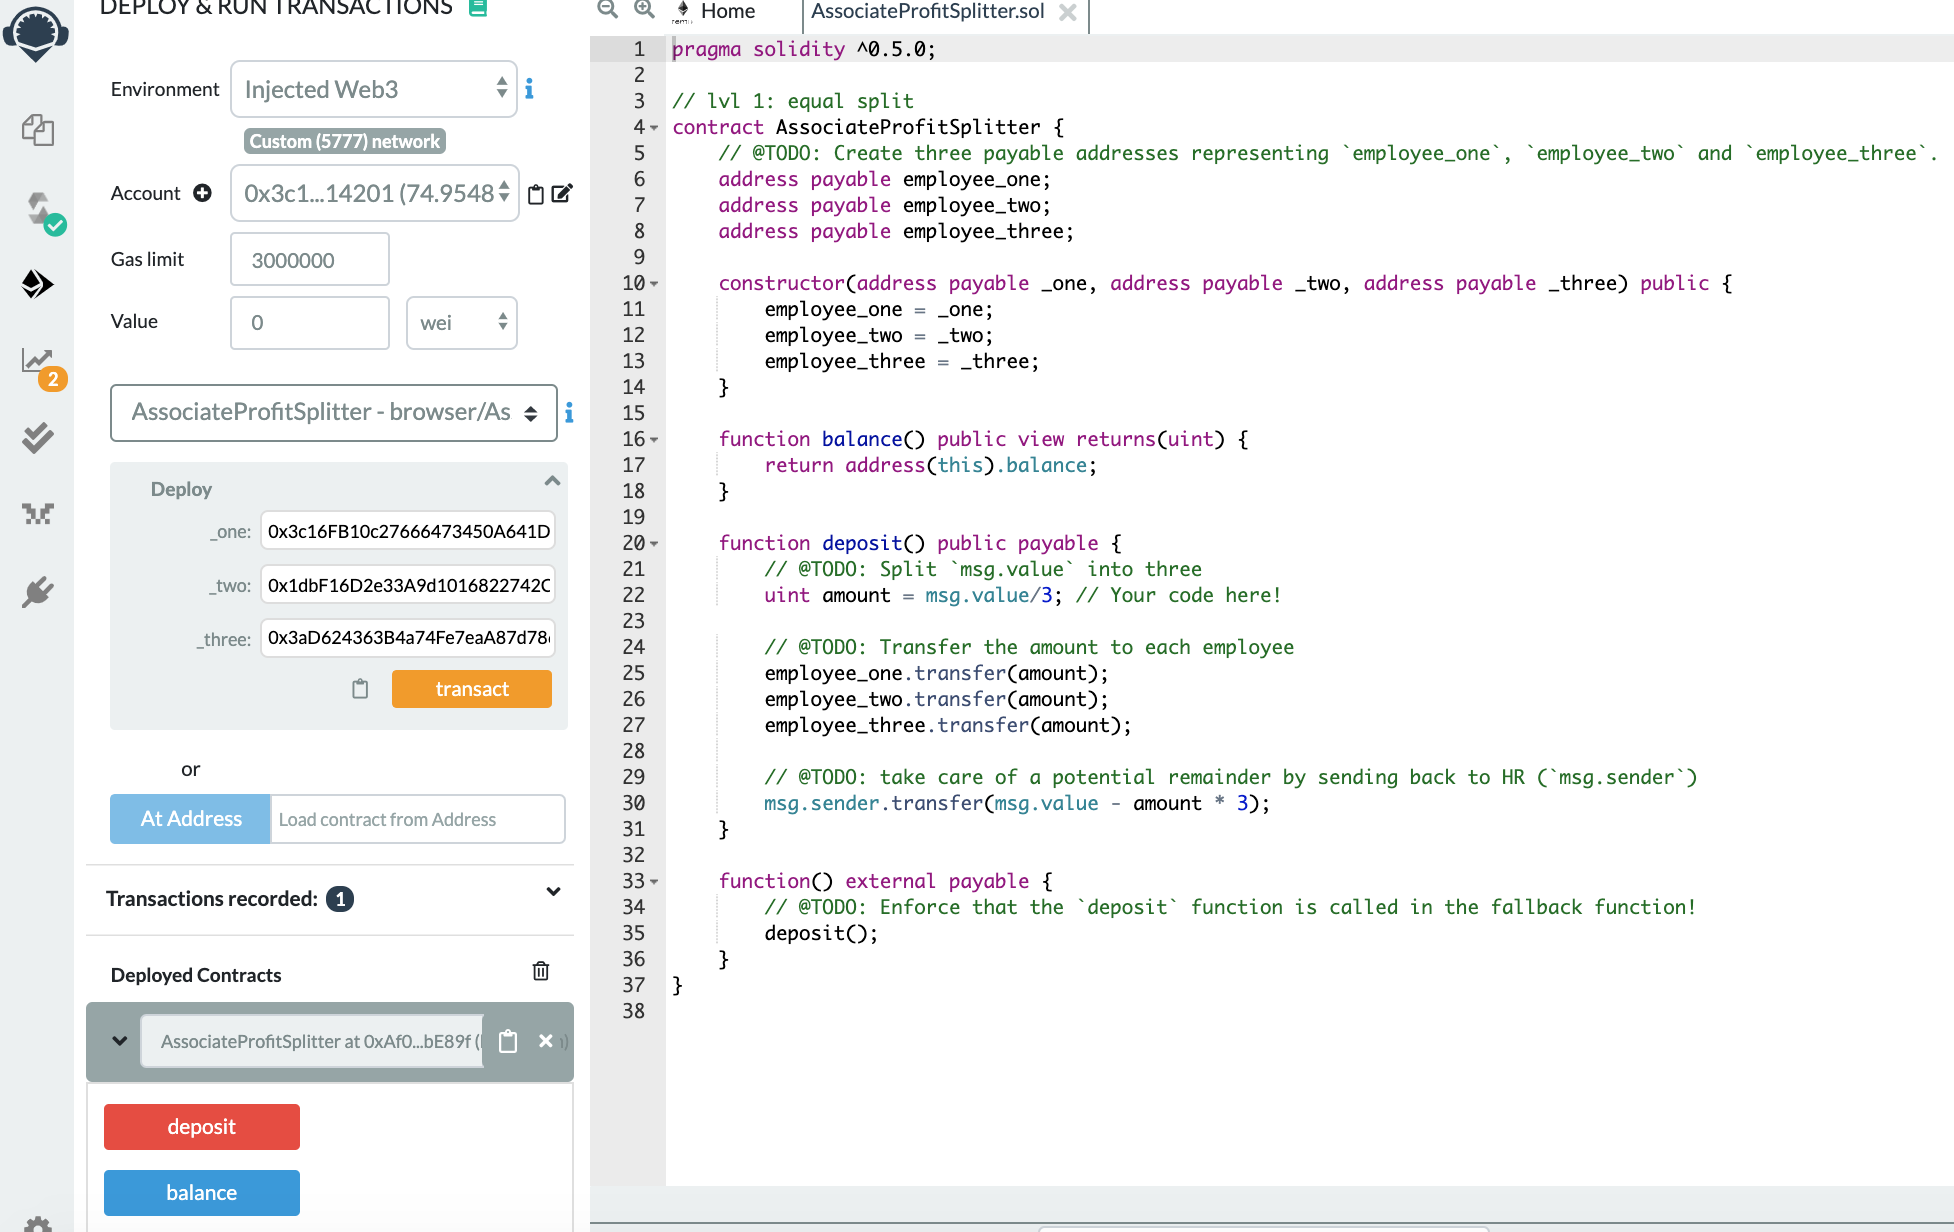 DEPLOY & RUN TRANSACTIONS
Environment
Injected Web3
Custom (5777) network
Account
0x3c1...14201 (74.9548
Gas limit
3000000
Value
0
wei
2
AssociateProfitSplitter - browser/As
Deploy
_one:
0x3c16FB10c27666473450A641D
_two:
0x1dbF16D2e33A9d1016822742C
_three:
0x3aD624363B4a74Fe7eaA87d78
transact
or
At Address
Load contract from Address
Transactions recorded: 1
Deployed Contracts
AssociateProfitSplitter at 0xAf0...bE89f (
deposit
balance
Home
AssociateProfitSplitter.sol
1 pragma solidity ^0.5.0;
2
3 // lvl 1: equal split
4 contract AssociateProfitSplitter {
5     // @TODO: Create three payable addresses representing `employee_one`, `employee_two` and `employee_three`.
6     address payable employee_one;
7     address payable employee_two;
8     address payable employee_three;
9
10     constructor(address payable _one, address payable _two, address payable _three) public {
11         employee_one = _one;
12         employee_two = _two;
13         employee_three = _three;
14     }
15
16     function balance() public view returns(uint) {
17         return address(this).balance;
18     }
19
20     function deposit() public payable {
21         // @TODO: Split `msg.value` into three
22         uint amount = msg.value/3; // Your code here!
23
24         // @TODO: Transfer the amount to each employee
25         employee_one.transfer(amount);
26         employee_two.transfer(amount);
27         employee_three.transfer(amount);
28
29         // @TODO: take care of a potential remainder by sending back to HR (`msg.sender`)
30         msg.sender.transfer(msg.value - amount * 3);
31     }
32
33     function() external payable {
34         // @TODO: Enforce that the `deposit` function is called in the fallback function!
35         deposit();
36     }
37 }
38